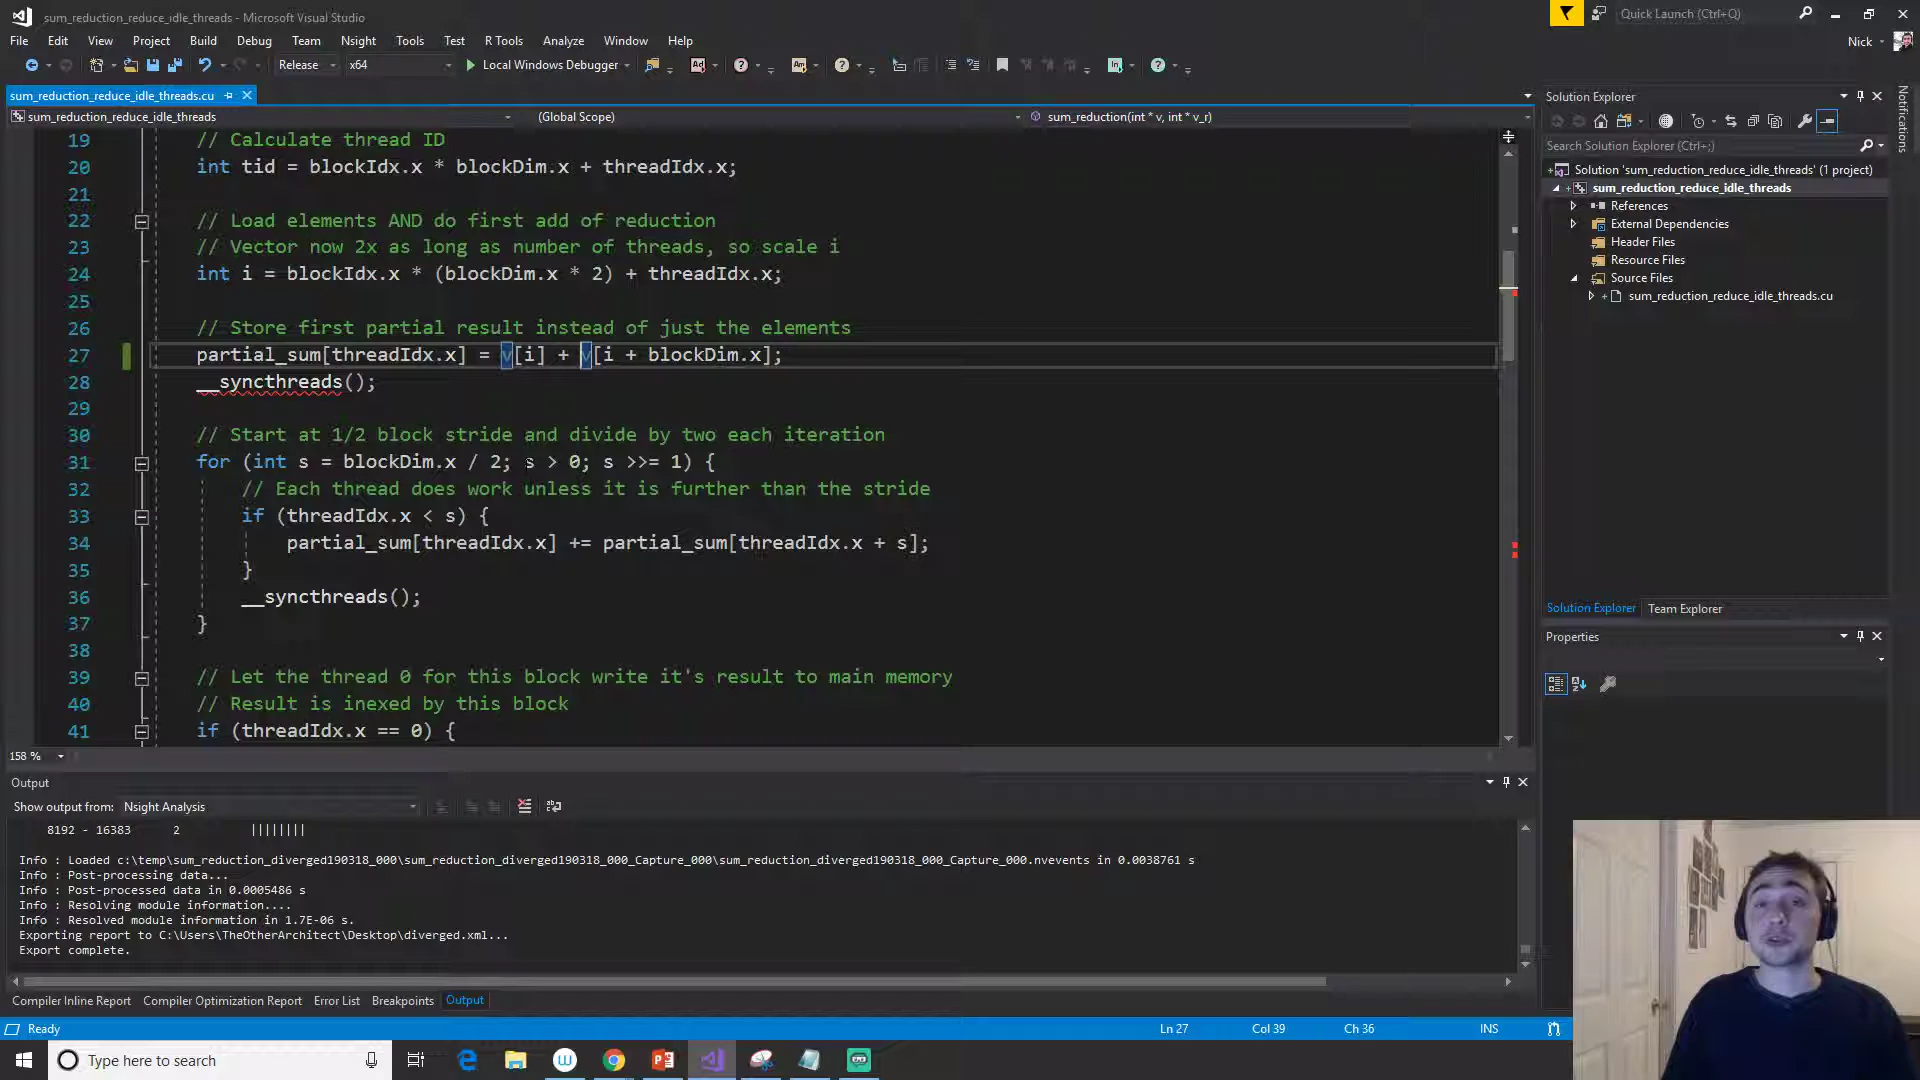 sum_reduction_reduce_idle_threads - Microsoft Visual Studio
Quick Launch (Ctrl+Q)
File Edit View Project Build Debug Team Nsight Tools Test R Tools Analyze Window Help
Nick
Release x64 Local Windows Debugger
sum_reduction_reduce_idle_threads.cu
sum_reduction_reduce_idle_threads (Global Scope) sum_reduction(int * v, int * v_r)
19 // Calculate thread ID
20 int tid = blockIdx.x * blockDim.x + threadIdx.x;
21
22 // Load elements AND do first add of reduction
23 // Vector now 2x as long as number of threads, so scale i
24 int i = blockIdx.x * (blockDim.x * 2) + threadIdx.x;
25
26 // Store first partial result instead of just the elements
27 partial_sum[threadIdx.x] = v[i] + v[i + blockDim.x];
28 __syncthreads();
29
30 // Start at 1/2 block stride and divide by two each iteration
31 for (int s = blockDim.x / 2; s > 0; s >>= 1) {
32 // Each thread does work unless it is further than the stride
33 if (threadIdx.x < s) {
34 partial_sum[threadIdx.x] += partial_sum[threadIdx.x + s];
35 }
36 __syncthreads();
37 }
38
39 // Let the thread 0 for this block write it's result to main memory
40 // Result is inexed by this block
41 if (threadIdx.x == 0) {
158 %
Solution Explorer
Search Solution Explorer (Ctrl+;)
Solution 'sum_reduction_reduce_idle_threads' (1 project)
sum_reduction_reduce_idle_threads
References
External Dependencies
Header Files
Resource Files
Source Files
sum_reduction_reduce_idle_threads.cu
Solution Explorer Team Explorer
Properties
Notifications
Output
Show output from: Nsight Analysis
8192 - 16383 2 ||||||||
Info : Loaded c:\temp\sum_reduction_diverged190318_000\sum_reduction_diverged190318_000_Capture_000\sum_reduction_diverged190318_000_Capture_000.nvevents in 0.0038761 s
Info : Post-processing data...
Info : Post-processed data in 0.0005486 s
Info : Resolving module information....
Info : Resolved module information in 1.7E-06 s.
Exporting report to C:\Users\TheOtherArchitect\Desktop\diverged.xml...
Export complete.
Compiler Inline Report Compiler Optimization Report Error List Breakpoints Output
Ready Ln 27 Col 39 Ch 36 INS
Type here to search